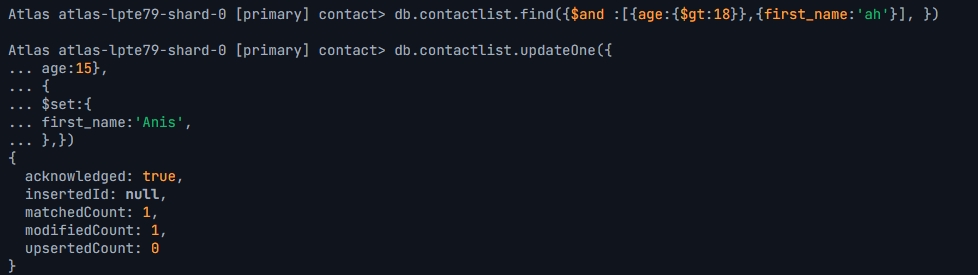 Atlas atlas-lpte79-shard-0 [primary] contact> db.contactlist.find({$and :[{age:{$gt:18}},{first_name:'ah'}], })
Atlas atlas-lpte79-shard-0 [primary] contact> db.contactlist.updateOne({
... age:15},
... {
... $set:{
... first_name:'Anis',
... },})
{
  acknowledged: true,
  insertedId: null,
  matchedCount: 1,
  modifiedCount: 1,
  upsertedCount: 0
}